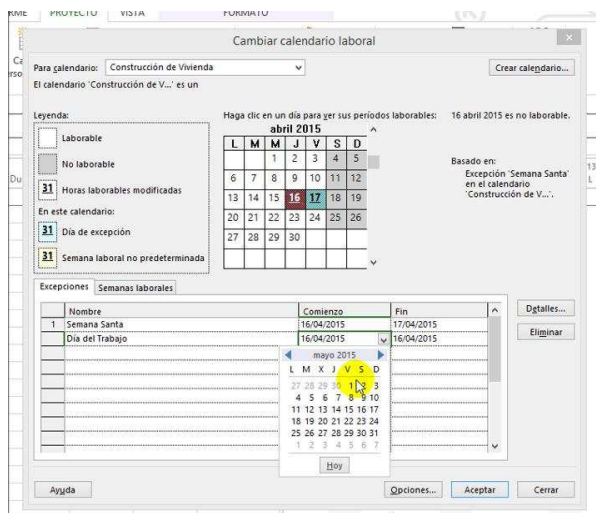 RME PROYECTO VISTA FORMATO
Cambiar calendario laboral
Para calendario: Construcción de Vivienda
Crear calendario...
El calendario 'Construcción de V...' es un
Leyenda:
Laborable
No laborable
31 Horas laborables modificadas
En este calendario:
31 Día de excepción
31 Semana laboral no predeterminada
Haga clic en un día para ver sus períodos laborables:
abril 2015
L M M J V S D
1 2 3 4 5
6 7 8 9 10 11 12
13 14 15 16 17 18 19
20 21 22 23 24 25 26
27 28 29 30
16 abril 2015 es no laborable.
Basado en:
Excepción 'Semana Santa'
en el calendario
'Construcción de V...'.
Excepciones Semanas laborales
Nombre Comienzo Fin
1 Semana Santa 16/04/2015 17/04/2015
Día del Trabajo 16/04/2015 16/04/2015
Detalles...
Eliminar
mayo 2015
L M X J V S D
27 28 29 30 1 2 3
4 5 6 7 8 9 10
11 12 13 14 15 16 17
18 19 20 21 22 23 24
25 26 27 28 29 30 31
1 2 3 4 5 6 7
Hoy
Ayuda
Opciones... Aceptar Cerrar